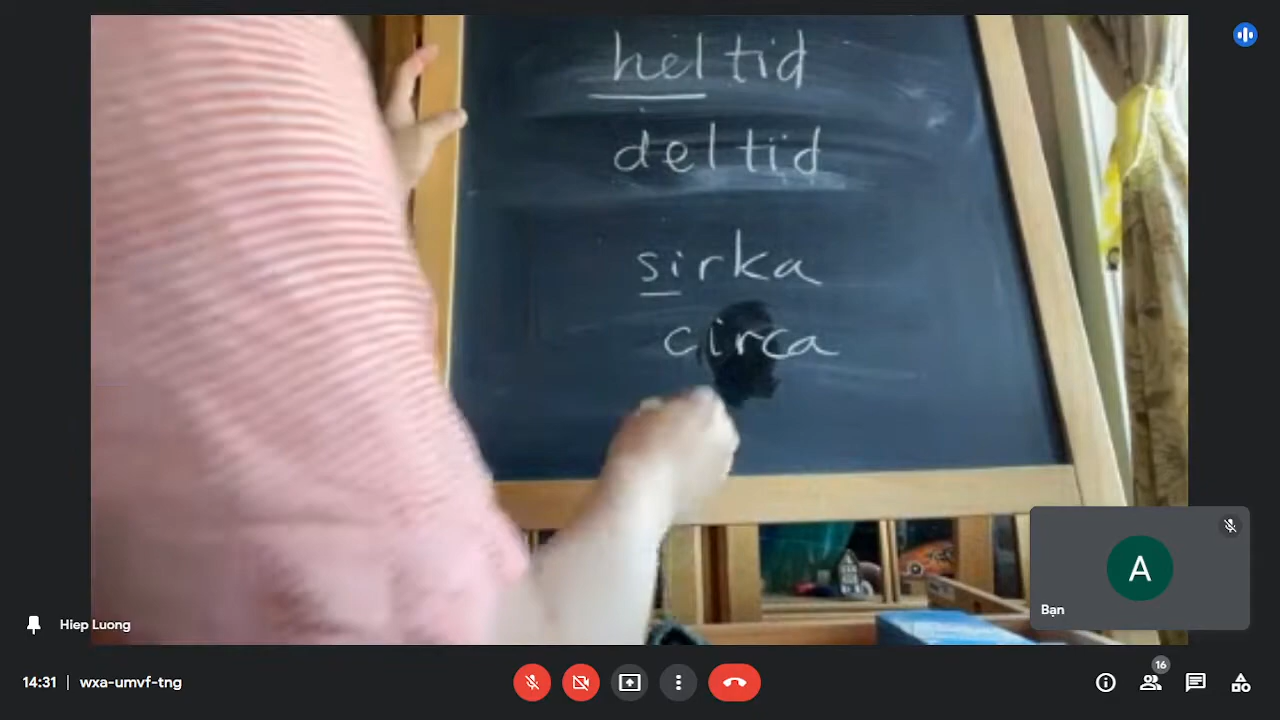 heltid
deltid
sirka
circa
A
Bạn
Hiep Luong
14:31 | wxa-umvf-tng
16